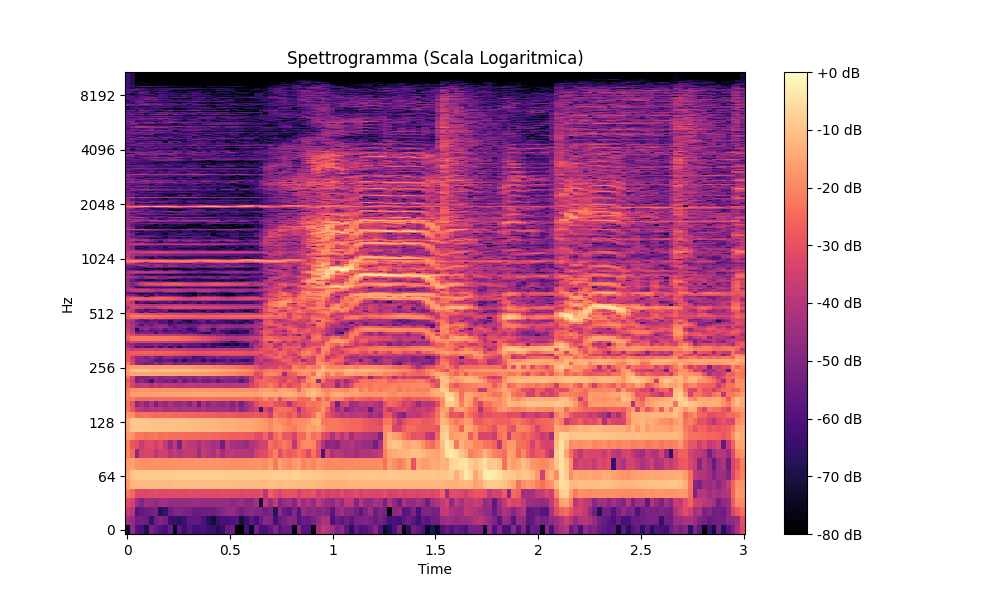 Spettrogramma (Scala Logaritmica)
8192
4096
2048
1024
512
256
128
64
0
Hz
0
0.5
1
1.5
2
2.5
3
Time
+0 dB
-10 dB
-20 dB
-30 dB
-40 dB
-50 dB
-60 dB
-70 dB
-80 dB